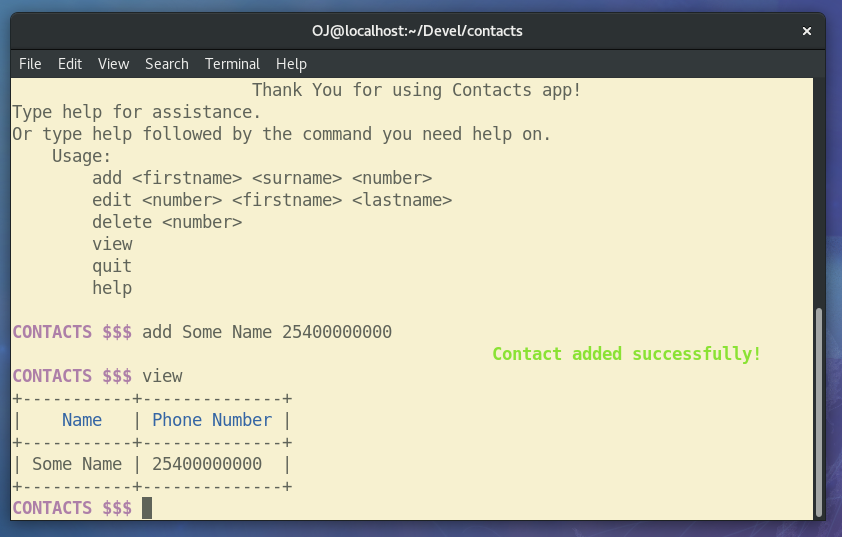 OJ@localhost:~/Devel/contacts ×
File Edit View Search Terminal Help
Thank You for using Contacts app!
Type help for assistance.
Or type help followed by the command you need help on.
Usage:
add <firstname> <surname> <number>
edit <number> <firstname> <lastname>
delete <number>
view
quit
help
CONTACTS $$$ add Some Name 25400000000
Contact added successfully!
CONTACTS $$$ view
+-----------+--------------+
|    Name   | Phone Number |
+-----------+--------------+
| Some Name | 25400000000  |
+-----------+--------------+
CONTACTS $$$